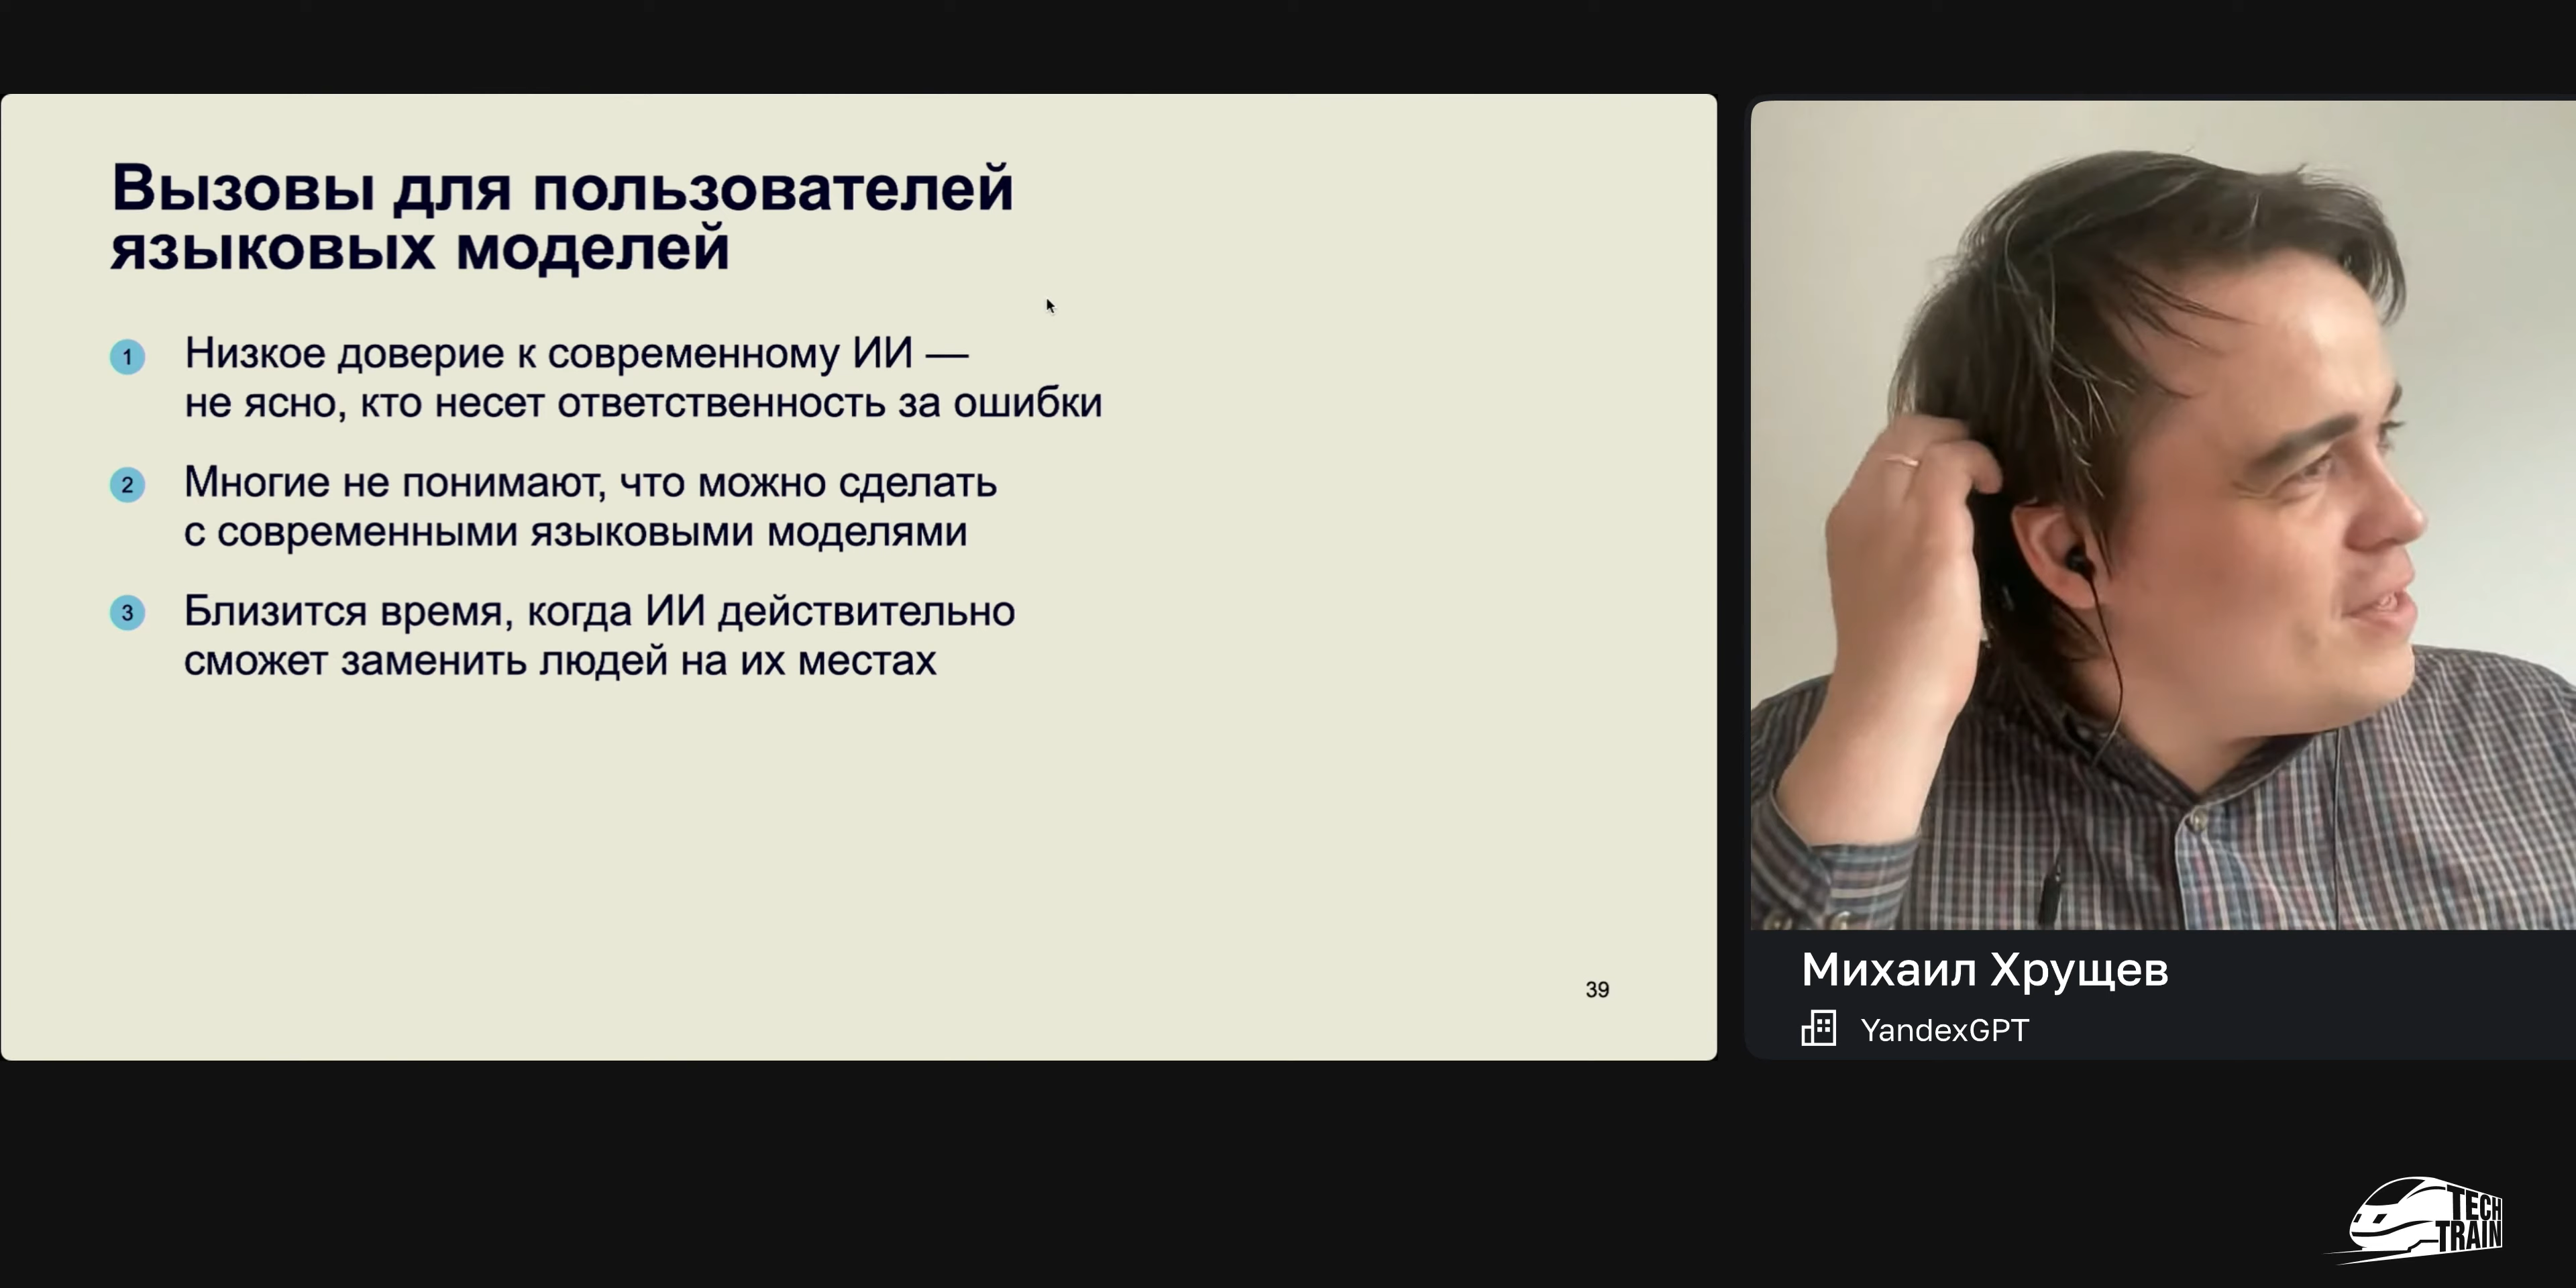 Вызовы для пользователей
языковых моделей
1 Низкое доверие к современному ИИ —
не ясно, кто несет ответственность за ошибки
2 Многие не понимают, что можно сделать
с современными языковыми моделями
3 Близится время, когда ИИ действительно
сможет заменить людей на их местах
39
Михаил Хрущев
YandexGPT
TECH
TRAIN